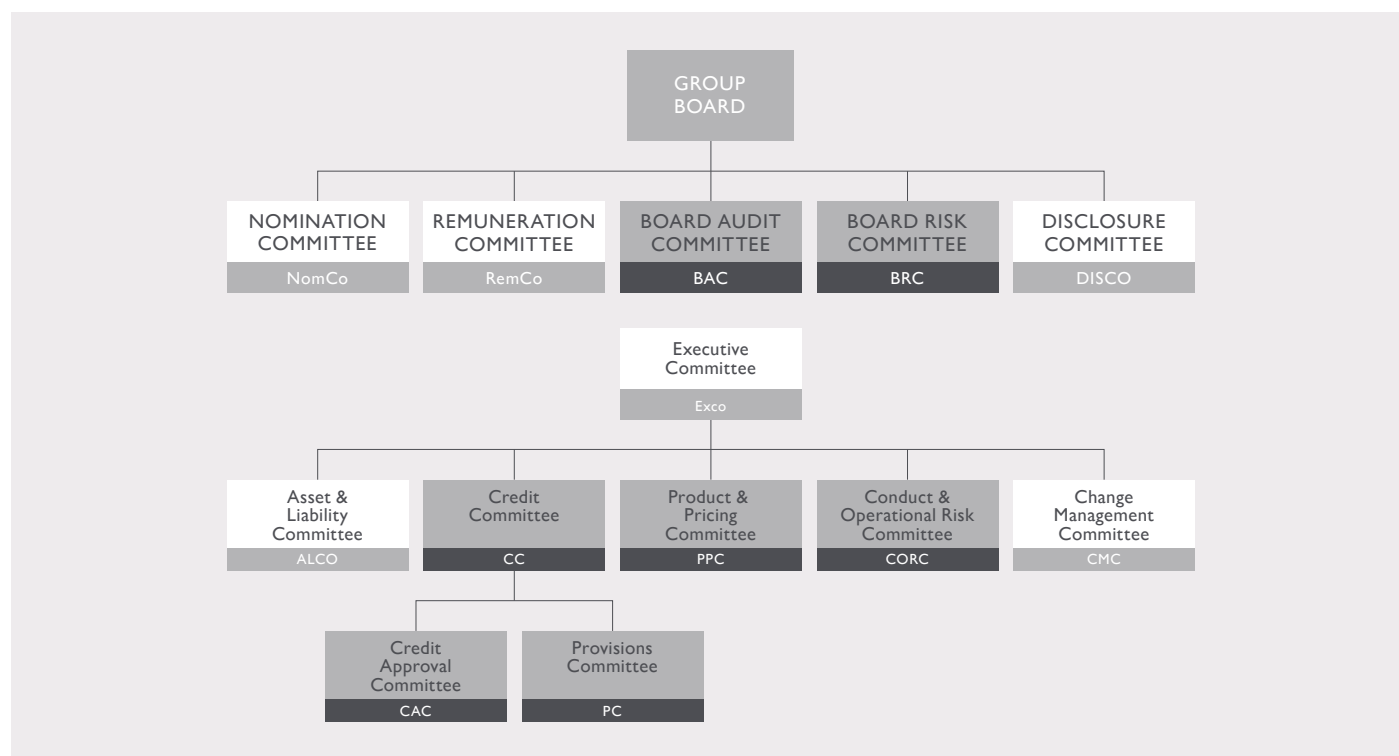 GROUP
BOARD
NOMINATION
COMMITTEE
NomCo
REMUNERATION
COMMITTEE
RemCo
BOARD AUDIT
COMMITTEE
BAC
BOARD RISK
COMMITTEE
BRC
DISCLOSURE
COMMITTEE
DISCO
Executive
Committee
Exco
Asset &
Liability
Committee
ALCO
Credit
Committee
CC
Product &
Pricing
Committee
PPC
Conduct &
Operational Risk
Committee
CORC
Change
Management
Committee
CMC
Credit
Approval
Committee
CAC
Provisions
Committee
PC